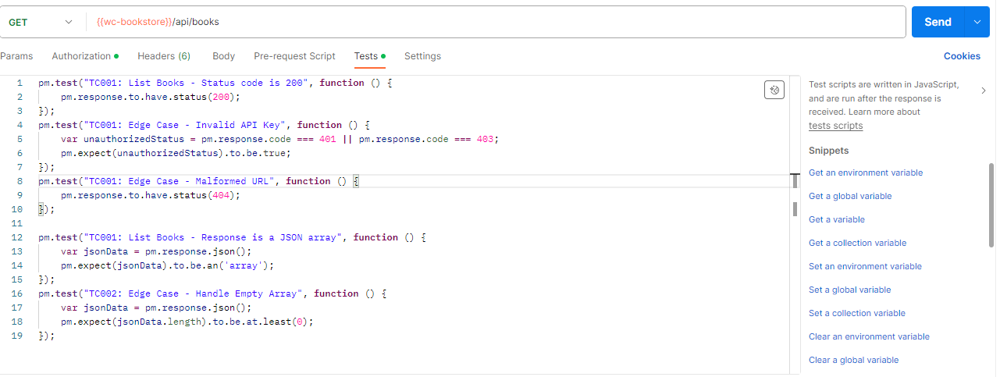 GET {{wc-bookstore}}/api/books Send
Params Authorization Headers (6) Body Pre-request Script Tests Settings Cookies
1 pm.test("TC001: List Books - Status code is 200", function () {
2 pm.response.to.have.status(200);
3 });
4 pm.test("TC001: Edge Case - Invalid API Key", function () {
5 var unauthorizedStatus = pm.response.code === 401 || pm.response.code === 403;
6 pm.expect(unauthorizedStatus).to.be.true;
7 });
8 pm.test("TC001: Edge Case - Malformed URL", function () {
9 pm.response.to.have.status(404);
10 });
11
12 pm.test("TC001: List Books - Response is a JSON array", function () {
13 var jsonData = pm.response.json();
14 pm.expect(jsonData).to.be.an('array');
15 });
16 pm.test("TC002: Edge Case - Handle Empty Array", function () {
17 var jsonData = pm.response.json();
18 pm.expect(jsonData.length).to.be.at.least(0);
19 });
Test scripts are written in JavaScript,
and are run after the response is
received. Learn more about
tests scripts
Snippets
Get an environment variable
Get a global variable
Get a variable
Get a collection variable
Set an environment variable
Set a global variable
Set a collection variable
Clear an environment variable
Clear a global variable